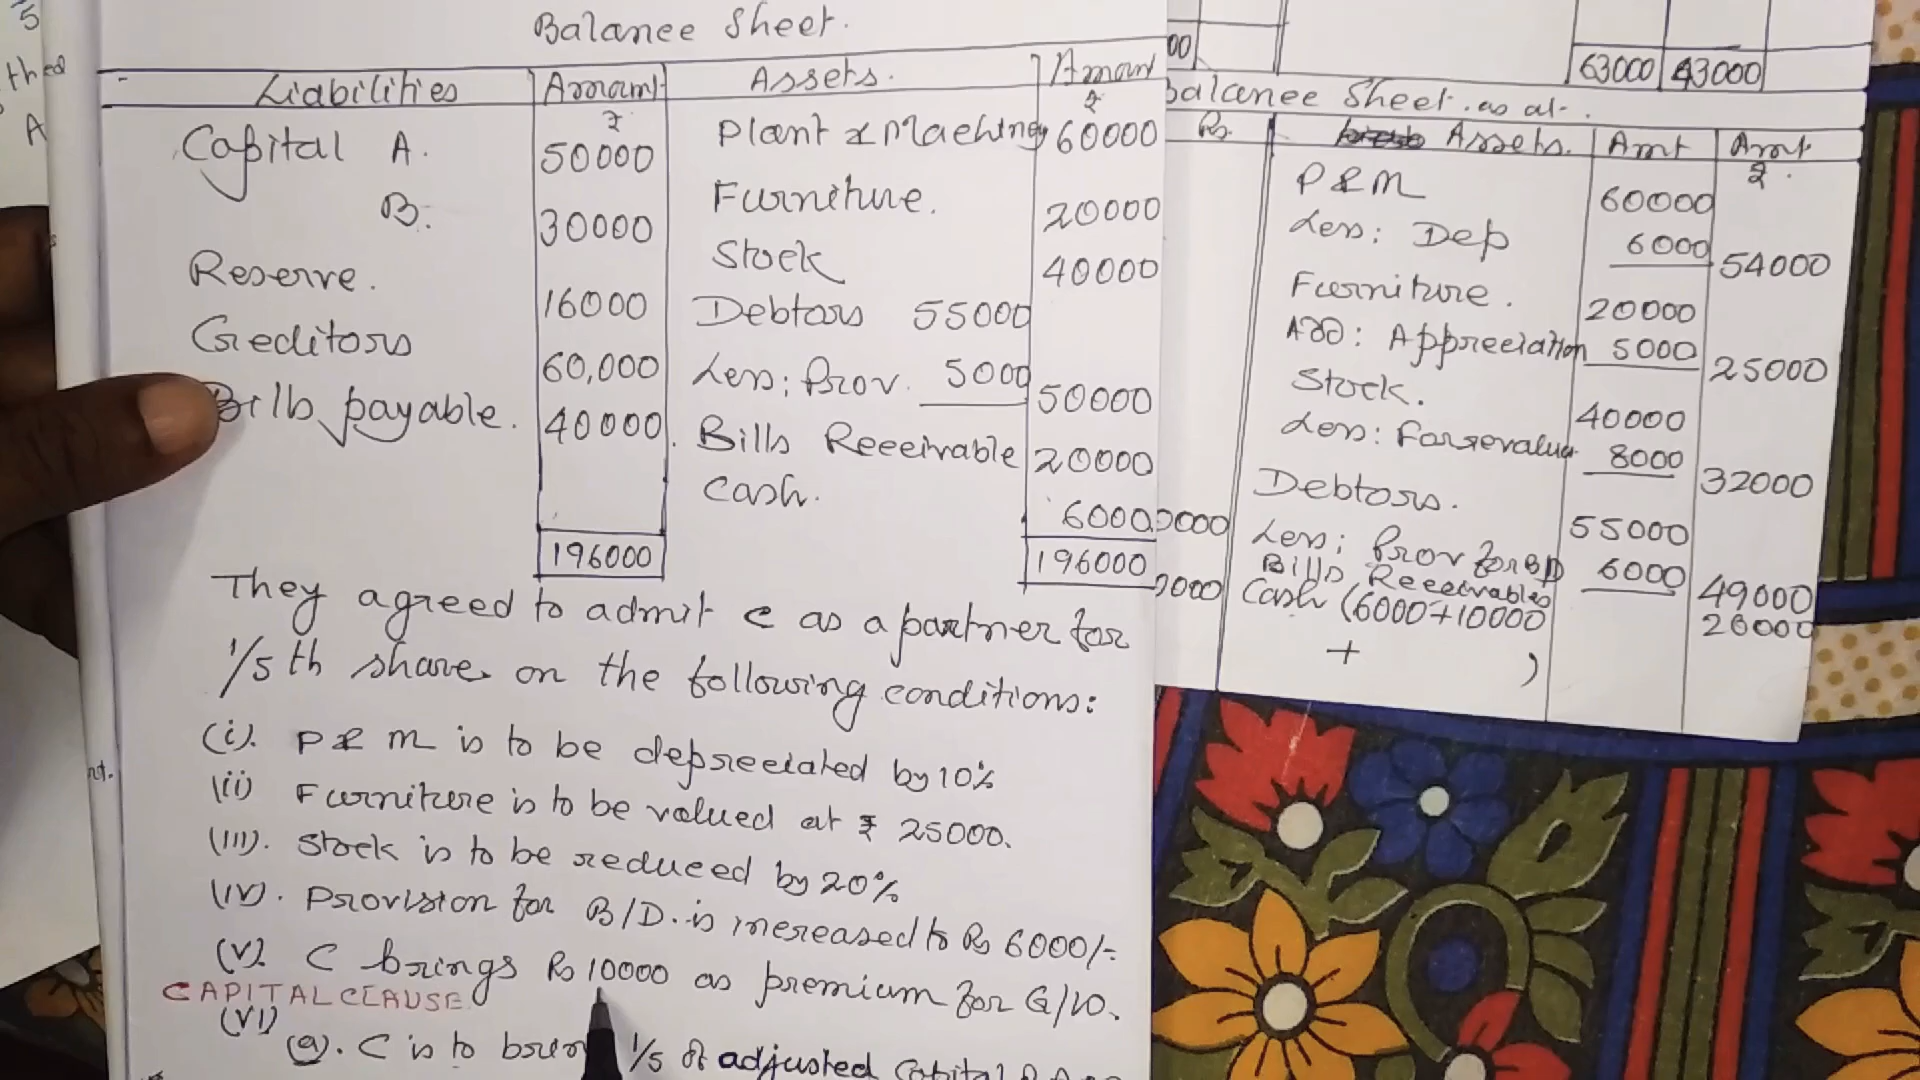 Balance Sheet.
Liabilities Amount ₹ Assets. Amount ₹
Capital A. 50000 Plant & Machinery 60000
B. 30000 Furniture. 20000
Reserve. 16000 Stock 40000
Creditors 60,000 Debtors 55000
Less: Prov. 5000 50000
Bills payable. 40000 Bills Receivable 20000
Cash. 6000
196000 196000
They agreed to admit C as a partner for
1/5th share on the following conditions:
(i). P & M is to be depreciated by 10%
(ii) Furniture is to be valued at ₹ 25000.
(III). Stock is to be reduced by 20%
(IV). Provision for B/D. is increased to Rs 6000/-
(V). C brings Rs 10000 as premium for G/W.
CAPITAL CLAUSE
(VI)
(a). C is to 1/5 of adjusted Capital
63000 43000
Balance Sheet. as at-.
Rs. Assets. Amt Amt ₹.
P & M 60000
Less: Dep 6000 54000
Furniture. 20000
Add: Appreciation 5000 25000
Stock. 40000
Less: 8000 32000
Debtors. 55000
Less: Prov for BD 6000 49000
Bills Receivables 20000
Cash (6000+10000
+ )
5
A